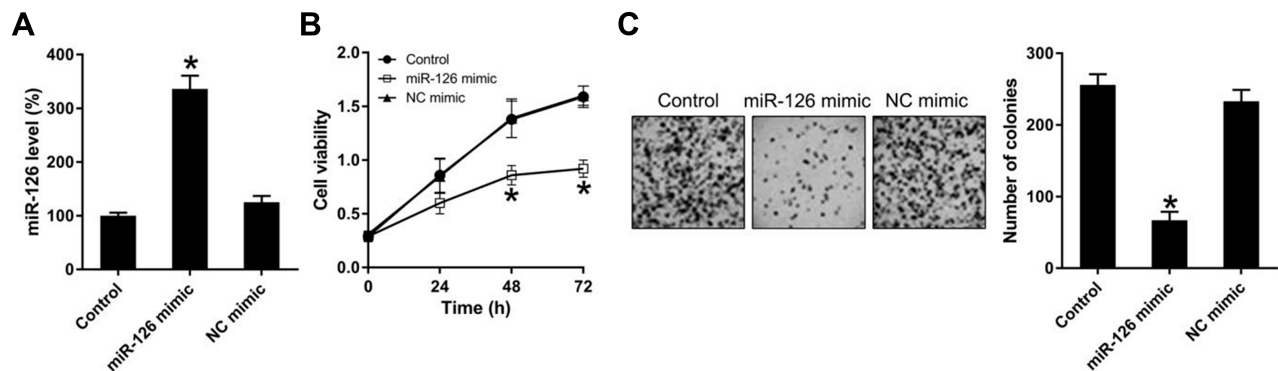 A
miR-126 level (%)
400
300
200
100
0
*
Control
miR-126 mimic
NC mimic
B
Cell viability
2.0
1.5
1.0
0.5
0.0
Control
miR-126 mimic
NC mimic
*
*
0 24 48 72
Time (h)
C
Control miR-126 mimic NC mimic
Number of colonies
300
200
100
0
*
Control
miR-126 mimic
NC mimic